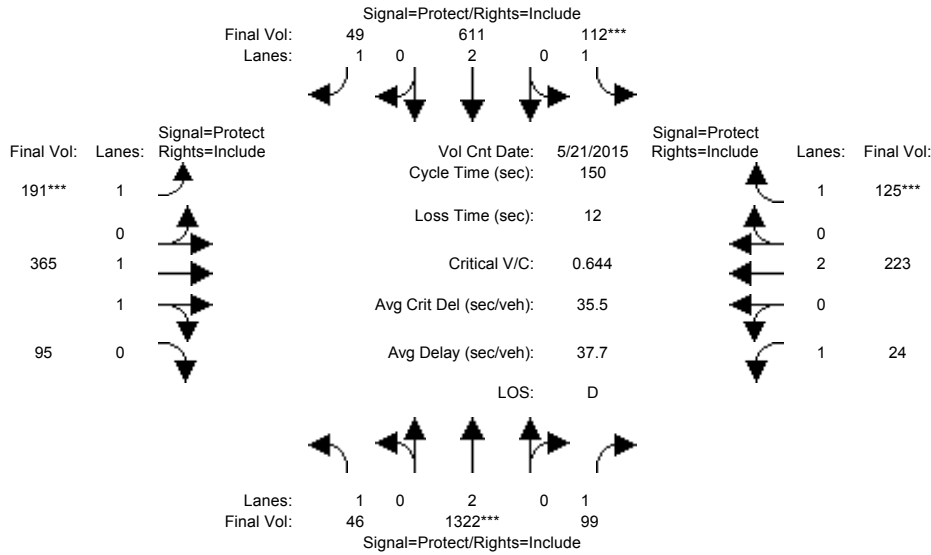 Signal=Protect/Rights=Include
Final Vol: 49 611 112***
Lanes: 1 0 2 0 1
Signal=Protect Signal=Protect
Final Vol: Lanes: Rights=Include Vol Cnt Date: 5/21/2015 Rights=Include Lanes: Final Vol:
Cycle Time (sec): 150
191*** 1 1 125***
Loss Time (sec): 12
0 0
365 1 Critical V/C: 0.644 2 223
1 Avg Crit Del (sec/veh): 35.5 0
95 0 Avg Delay (sec/veh): 37.7 1 24
LOS: D
Lanes: 1 0 2 0 1
Final Vol: 46 1322*** 99
Signal=Protect/Rights=Include